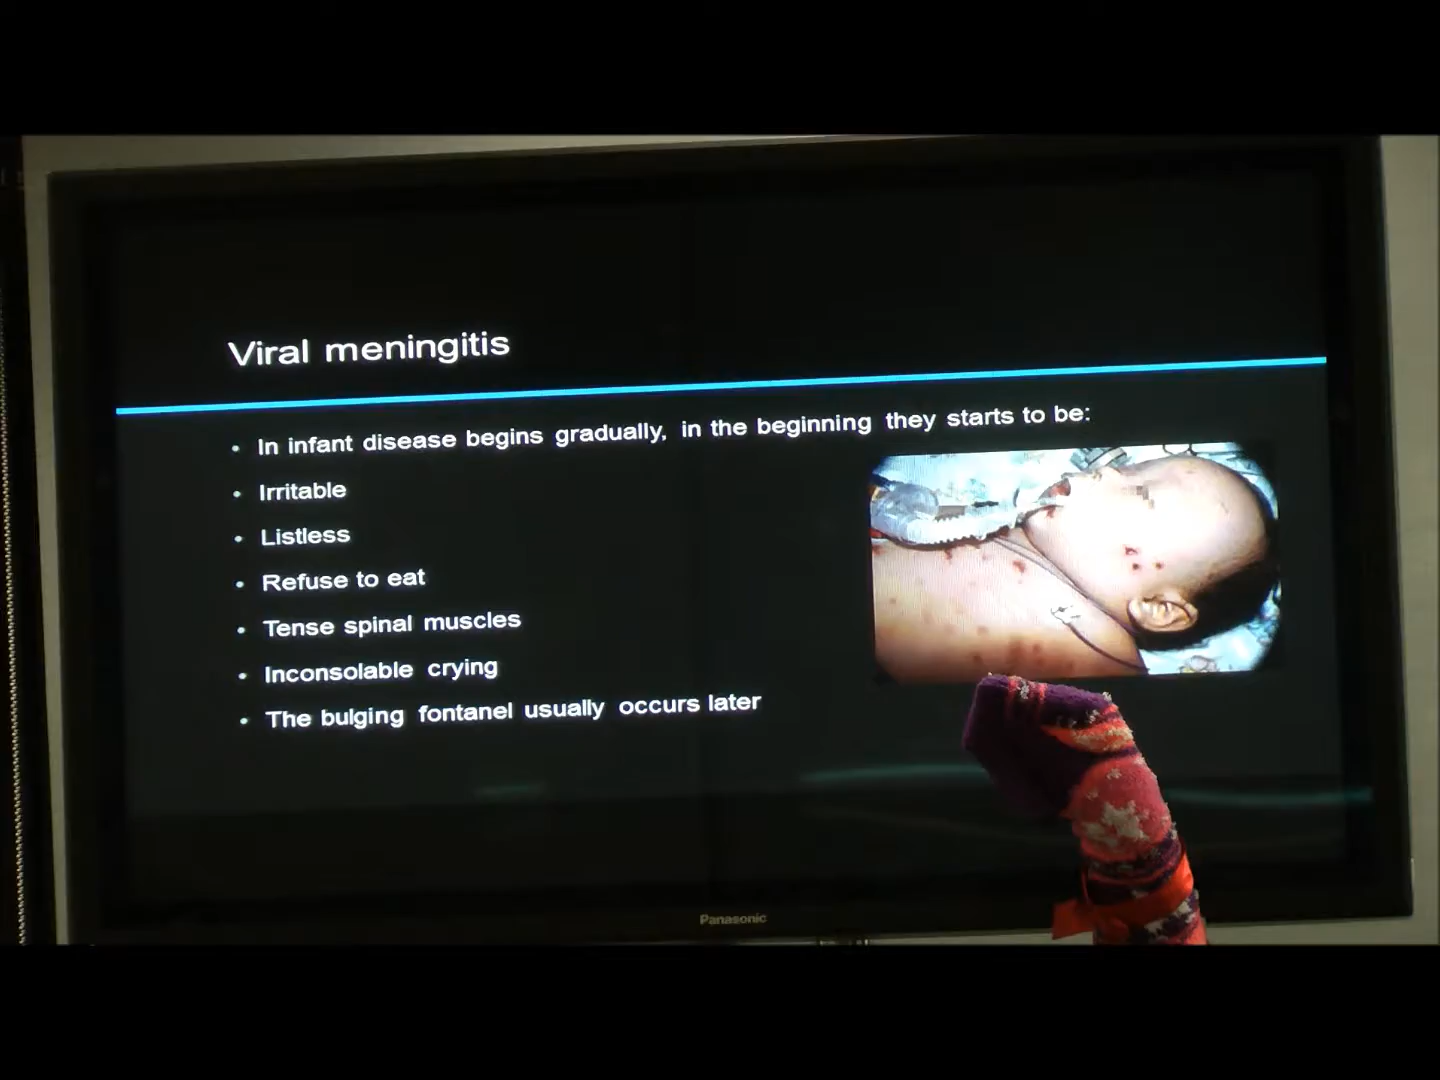 Viral meningitis
• In infant disease begins gradually, in the beginning they starts to be:
• Irritable
• Listless
• Refuse to eat
• Tense spinal muscles
• Inconsolable crying
• The bulging fontanel usually occurs later
Panasonic